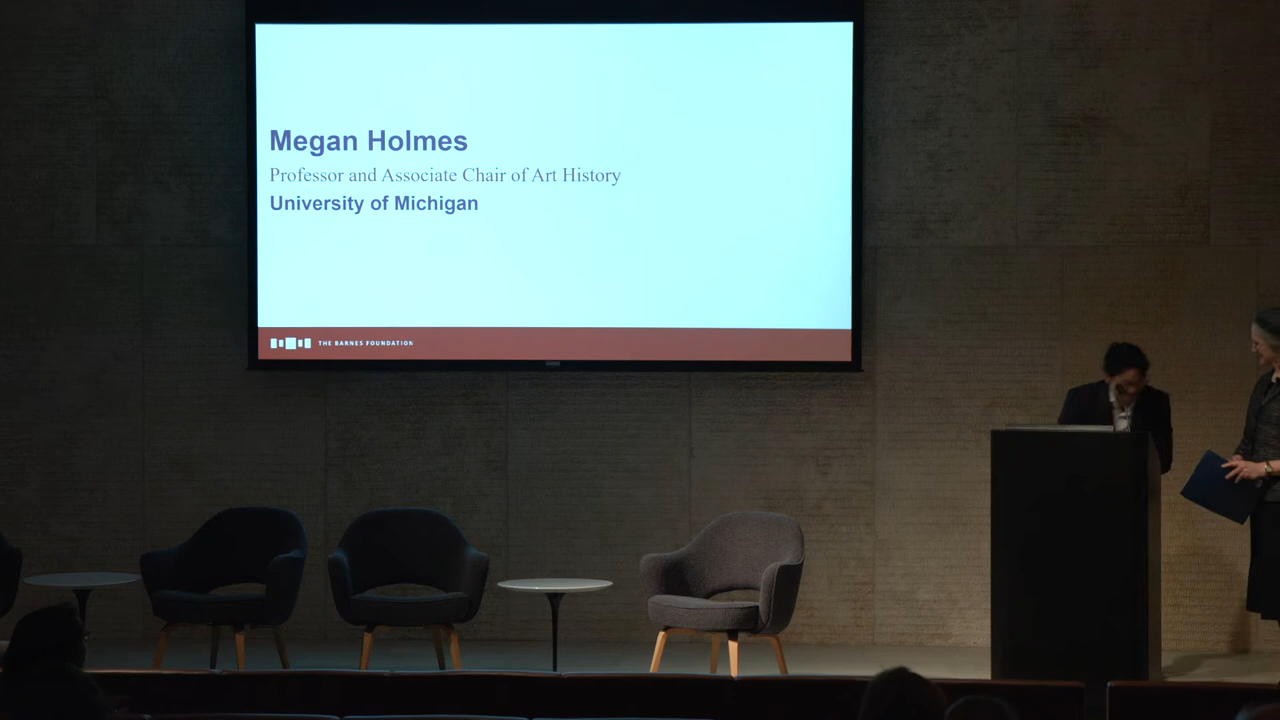 Megan Holmes
Professor and Associate Chair of Art History
University of Michigan
THE BARNES FOUNDATION